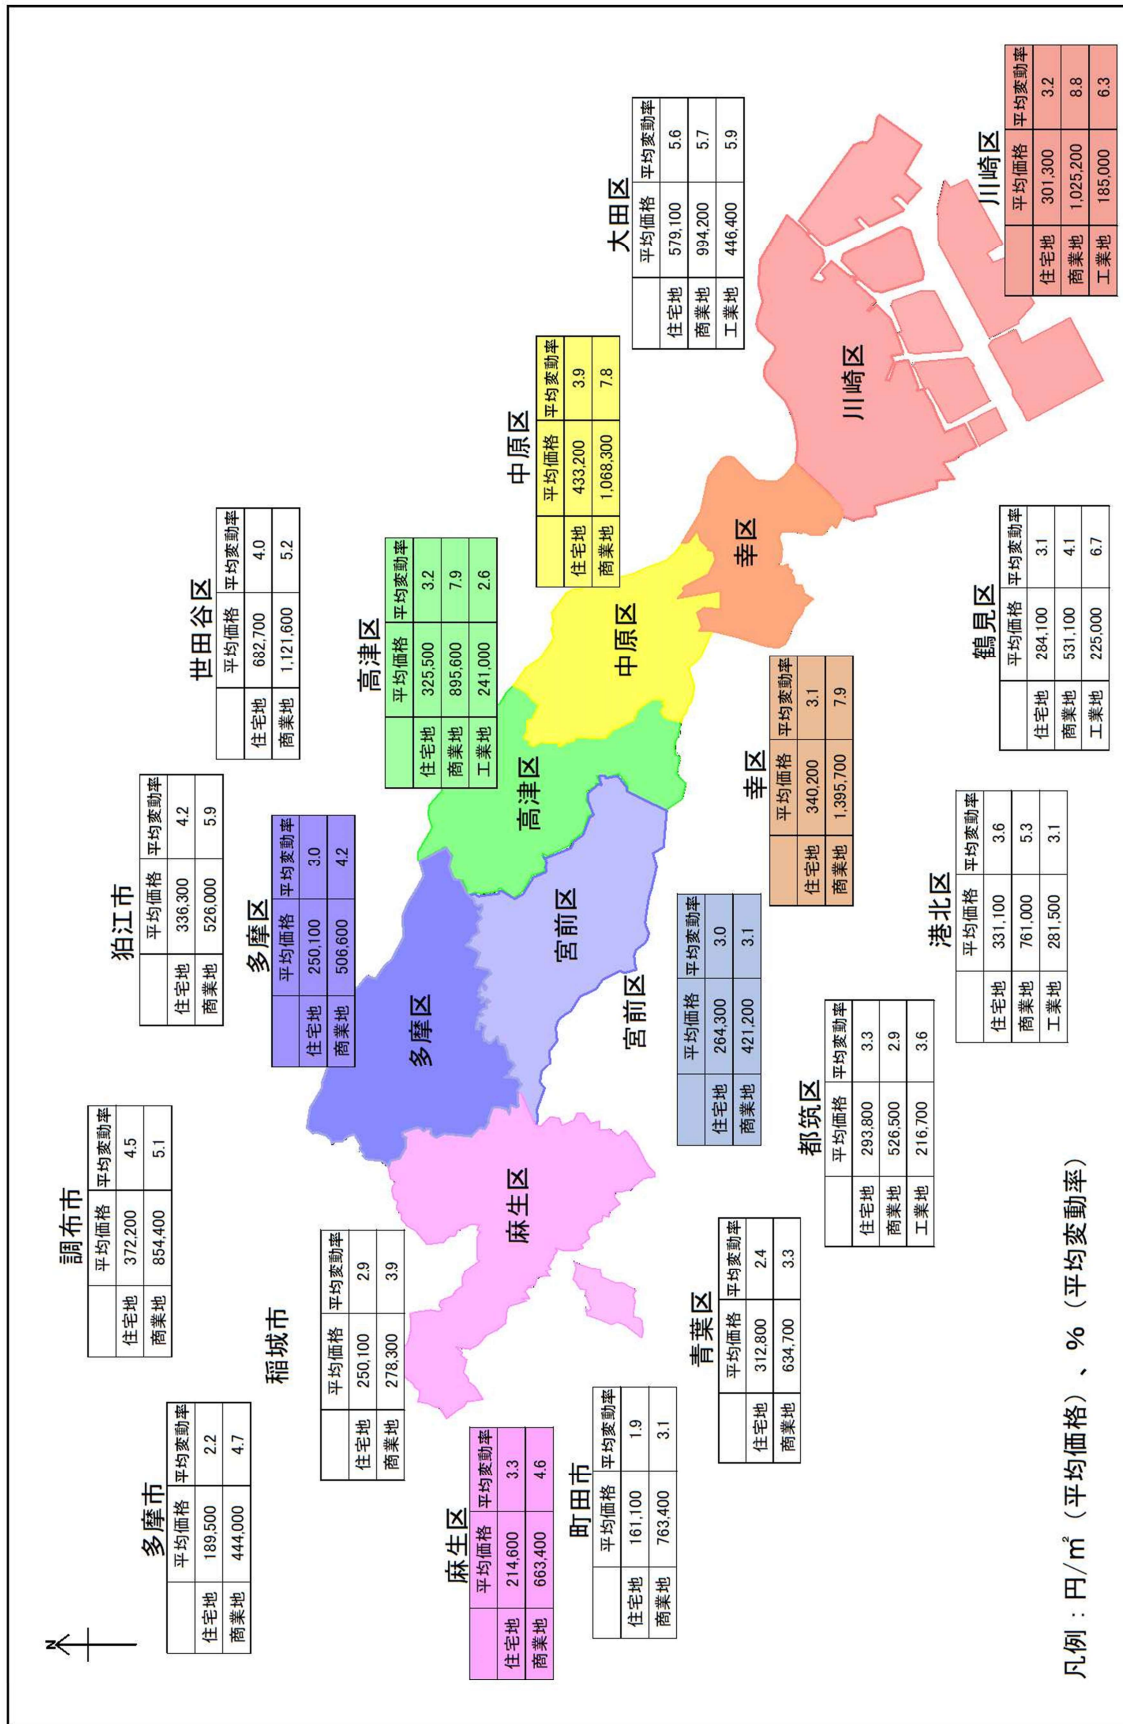 N
多摩市
平均価格 平均変動率
住宅地 189,500 2.2
商業地 444,000 4.7
調布市
平均価格 平均変動率
住宅地 372,200 4.5
商業地 854,400 5.1
狛江市
平均価格 平均変動率
住宅地 336,300 4.2
商業地 526,000 5.9
世田谷区
平均価格 平均変動率
住宅地 682,700 4.0
商業地 1,121,600 5.2
稲城市
平均価格 平均変動率
住宅地 250,100 2.9
商業地 278,300 3.9
多摩区
平均価格 平均変動率
住宅地 250,100 3.0
商業地 506,600 4.2
高津区
平均価格 平均変動率
住宅地 325,500 3.2
商業地 895,600 7.9
工業地 241,000 2.6
中原区
平均価格 平均変動率
住宅地 433,200 3.9
商業地 1,068,300 7.8
大田区
平均価格 平均変動率
住宅地 579,100 5.6
商業地 994,200 5.7
工業地 446,400 5.9
麻生区
平均価格 平均変動率
住宅地 214,600 3.3
商業地 663,400 4.6
多摩区
麻生区
宮前区
高津区
中原区
幸区
川崎区
町田市
平均価格 平均変動率
住宅地 161,100 1.9
商業地 763,400 3.1
宮前区
平均価格 平均変動率
住宅地 264,300 3.0
商業地 421,200 3.1
幸区
平均価格 平均変動率
住宅地 340,200 3.1
商業地 1,395,700 7.9
青葉区
平均価格 平均変動率
住宅地 312,800 2.4
商業地 634,700 3.3
都筑区
平均価格 平均変動率
住宅地 293,800 3.3
商業地 526,500 2.9
工業地 216,700 3.6
港北区
平均価格 平均変動率
住宅地 331,100 3.6
商業地 761,000 5.3
工業地 281,500 3.1
鶴見区
平均価格 平均変動率
住宅地 284,100 3.1
商業地 531,100 4.1
工業地 225,000 6.7
川崎区
平均価格 平均変動率
住宅地 301,300 3.2
商業地 1,025,200 8.8
工業地 185,000 6.3
凡例：円/㎡（平均価格）、%（平均変動率）